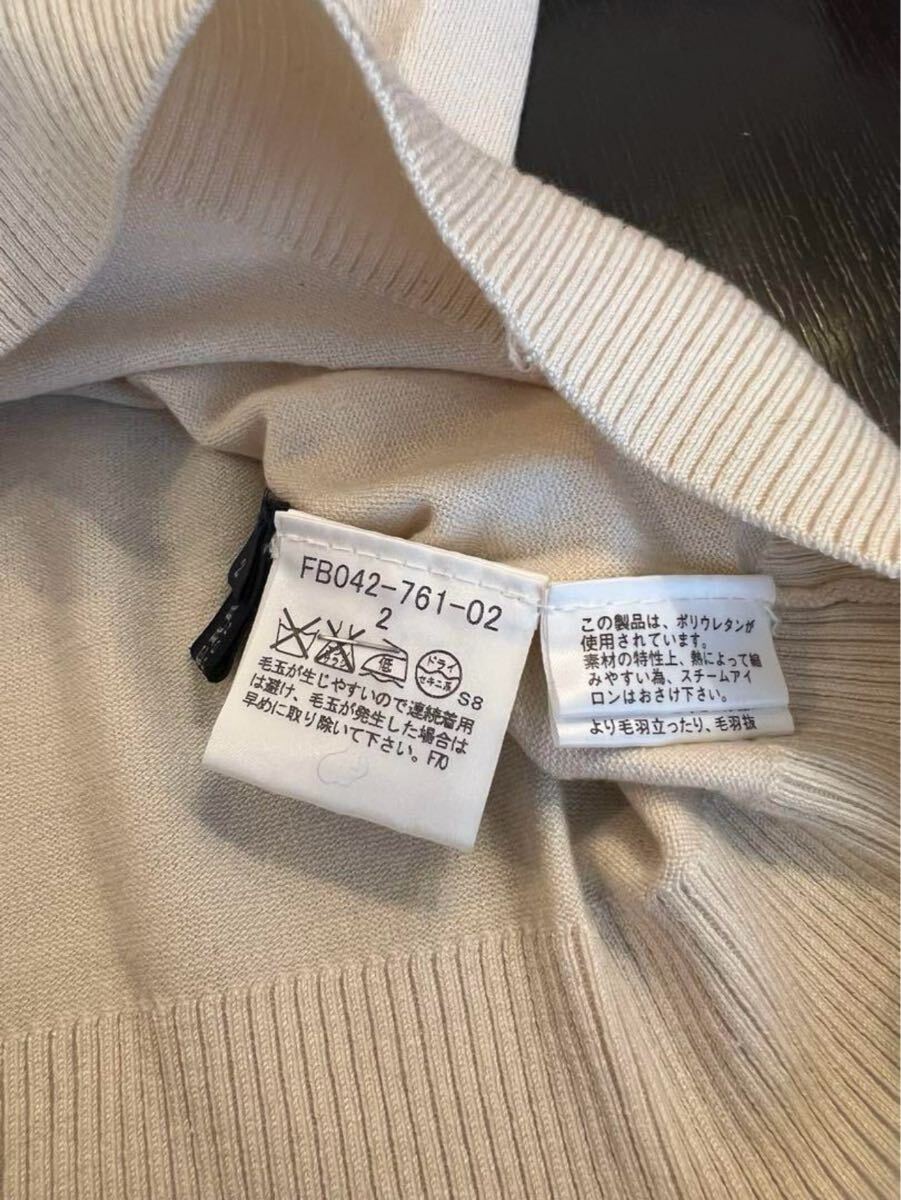 FB042-761-02
2
低
ドライ
セキユ系
S8
毛玉が生じやすいので連続着用
は避け、毛玉が発生した場合は
早めに取り除いて下さい。F70
この製品は、ポリウレタンが
使用されています。
素材の特性上、熱によって縮
みやすい為、スチームアイ
ロンはおさけ下さい。
より毛羽立ったり、毛羽抜